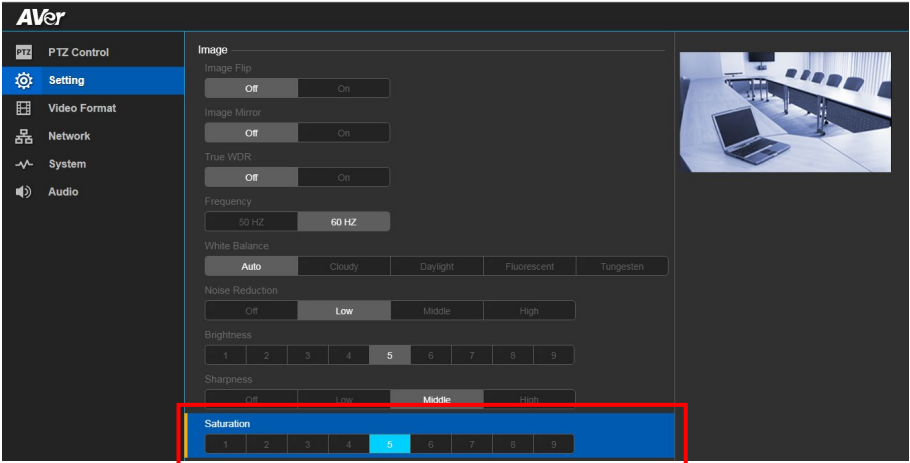 AVer
PTZ PTZ Control
Setting
Video Format
Network
System
Audio
Image
Image Flip
Off On
Image Mirror
Off On
True WDR
Off On
Frequency
50 HZ 60 HZ
White Balance
Auto Cloudy Daylight Fluorescent Tungesten
Noise Reduction
Off Low Middle High
Brightness
1 2 3 4 5 6 7 8 9
Sharpness
Off Low Middle High
Saturation
1 2 3 4 5 6 7 8 9